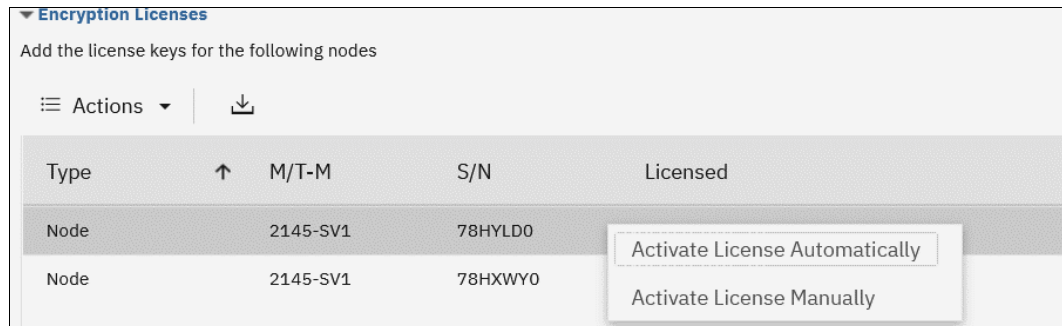 Encryption Licenses
Add the license keys for the following nodes
Actions
Type M/T-M S/N Licensed
Node 2145-SV1 78HYLD0
Activate License Automatically
Node 2145-SV1 78HXWY0
Activate License Manually